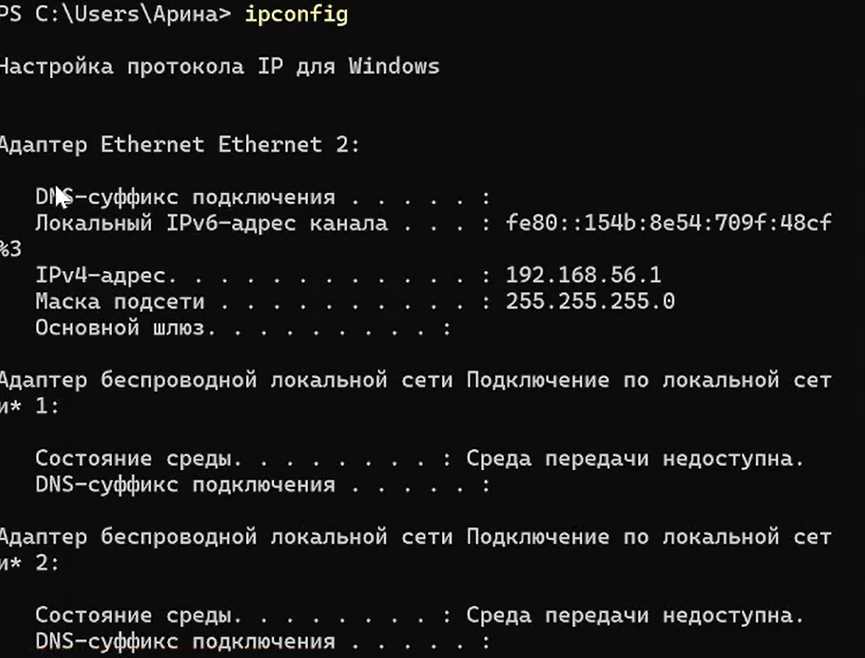 PS C:\Users\Арина> ipconfig
Настройка протокола IP для Windows
Адаптер Ethernet Ethernet 2:
DNS-суффикс подключения . . . . . :
Локальный IPv6-адрес канала . . . : fe80::154b:8e54:709f:48cf
%3
IPv4-адрес. . . . . . . . . . . . : 192.168.56.1
Маска подсети . . . . . . . . . . : 255.255.255.0
Основной шлюз. . . . . . . . . :
Адаптер беспроводной локальной сети Подключение по локальной сет
и* 1:
Состояние среды. . . . . . . . : Среда передачи недоступна.
DNS-суффикс подключения . . . . . :
Адаптер беспроводной локальной сети Подключение по локальной сет
и* 2:
Состояние среды. . . . . . . . : Среда передачи недоступна.
DNS-суффикс подключения . . . . . :